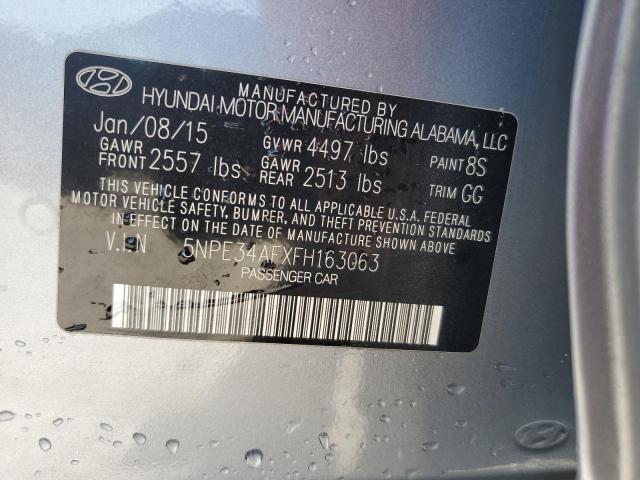 MANUFACTURED BY
HYUNDAI MOTOR MANUFACTURING ALABAMA, LLC
Jan/08/15 GVWR 4497 lbs PAINT 8S
GAWR FRONT 2557 lbs GAWR REAR 2513 lbs TRIM GG
THIS VEHICLE CONFORMS TO ALL APPLICABLE U.S.A. FEDERAL
MOTOR VEHICLE SAFETY, BUMPER, AND THEFT PREVENTION STANDARDS
IN EFFECT ON THE DATE OF MANUFACTURE SHOWN ABOVE
V.I.N 5NPE34AFXFH163063
PASSENGER CAR